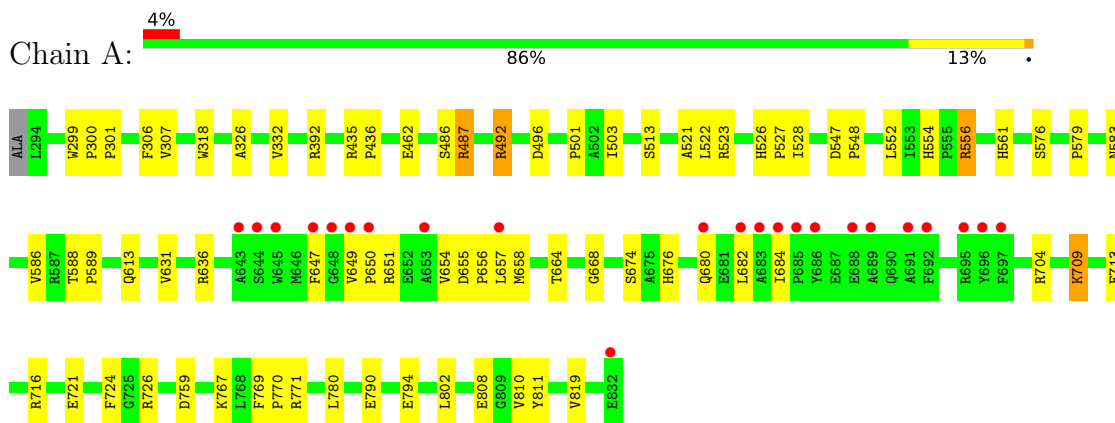 4%
Chain A:
86% 13% •
ALA L294 W299 P300 P301 F306 V307 W318 A326 V332 R392 R435 P436 E462 S486 R487 R492 D496 P501 A502 I503 S513 A521 L522 R523 H526 P527 I528 D547 P548 L552 I553 H554 P555 R556 H561 S576 P579
V586 R587 T588 P589 Q613 V631 R636 A643 S644 W645 M646 F647 G648 V649 P650 R651 E652 A653 V654 D655 P656 L657 M658 T664 G668 S674 A675 H676 Q680 E681 L682 A683 I684 P685 Y686 E687 E688 A689 Q690 A691 F692 R695 Y696 F697 R704 K709
R716 E721 F724 G725 R726 D759 K767 L768 F769 P770 R771 L780 E790 E794 L802 E808 G809 V810 Y811 V819 E832